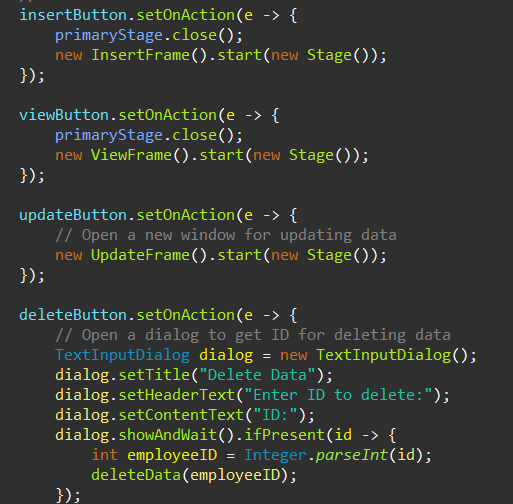 insertButton.setOnAction(e -> {
    primaryStage.close();
    new InsertFrame().start(new Stage());
});

viewButton.setOnAction(e -> {
    primaryStage.close();
    new ViewFrame().start(new Stage());
});

updateButton.setOnAction(e -> {
    // Open a new window for updating data
    new UpdateFrame().start(new Stage());
});

deleteButton.setOnAction(e -> {
    // Open a dialog to get ID for deleting data
    TextInputDialog dialog = new TextInputDialog();
    dialog.setTitle("Delete Data");
    dialog.setHeaderText("Enter ID to delete:");
    dialog.setContentText("ID:");
    dialog.showAndWait().ifPresent(id -> {
        int employeeID = Integer.parseInt(id);
        deleteData(employeeID);
    });